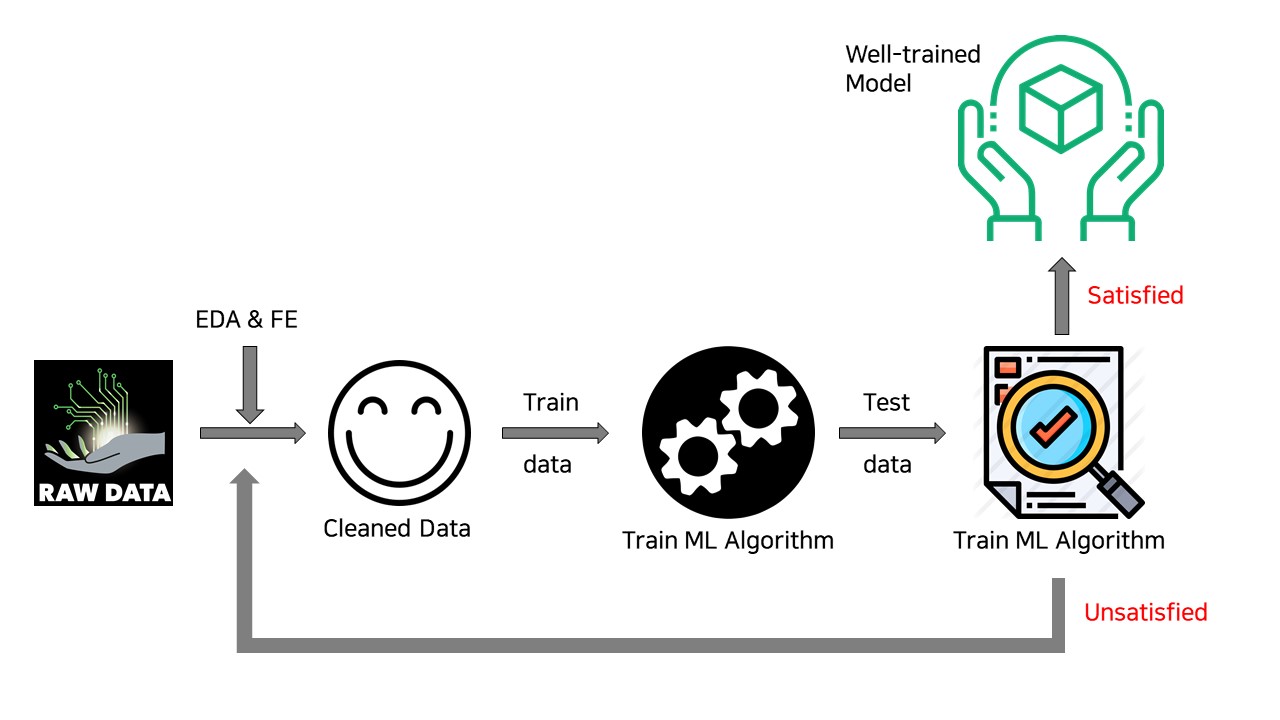 Well-trained
Model
Satisfied
EDA & FE
RAW DATA
Train
data
Test
data
Cleaned Data
Train ML Algorithm
Train ML Algorithm
Unsatisfied